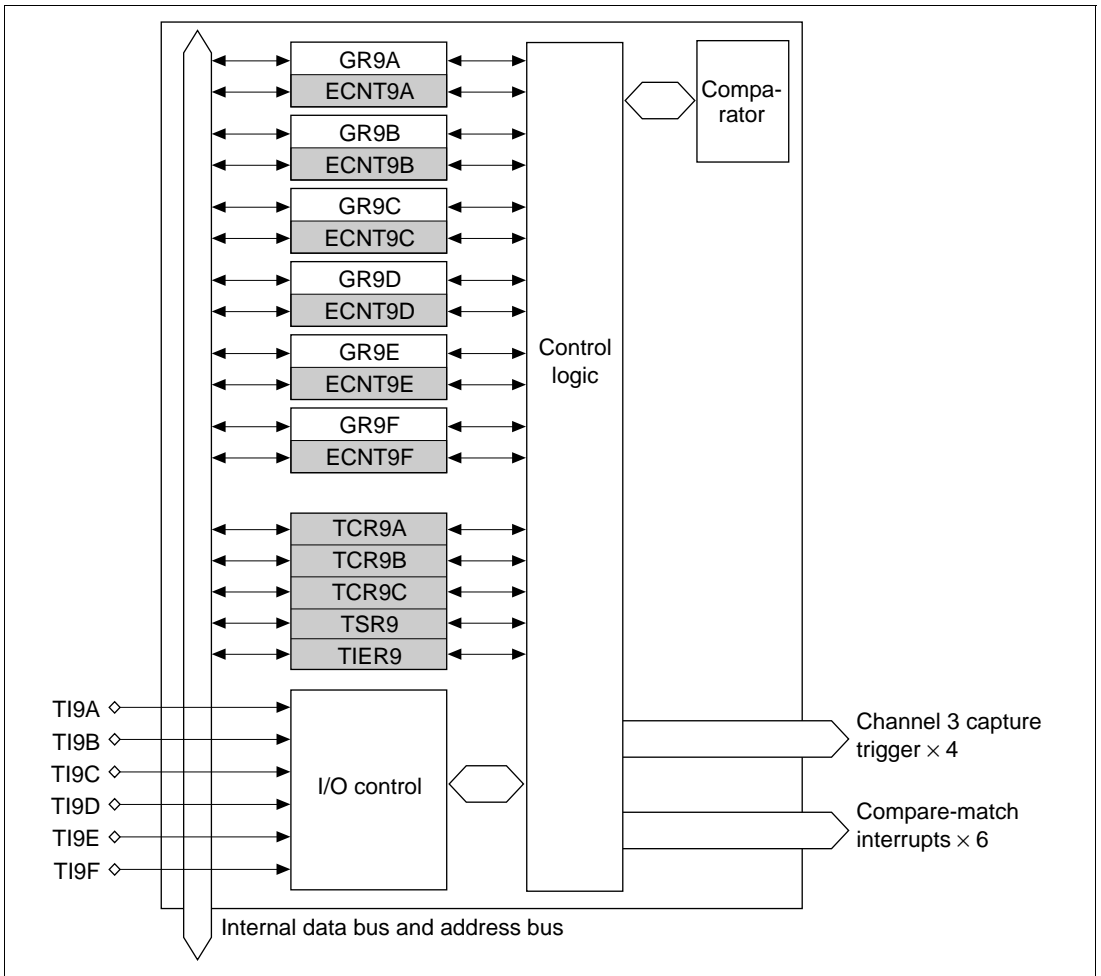 GR9A
ECNT9A
GR9B
ECNT9B
GR9C
ECNT9C
GR9D
ECNT9D
GR9E
ECNT9E
GR9F
ECNT9F
TCR9A
TCR9B
TCR9C
TSR9
TIER9
Control
logic
Compa-
rator
TI9A
TI9B
TI9C
TI9D
TI9E
TI9F
I/O control
Channel 3 capture
trigger × 4
Compare-match
interrupts × 6
Internal data bus and address bus